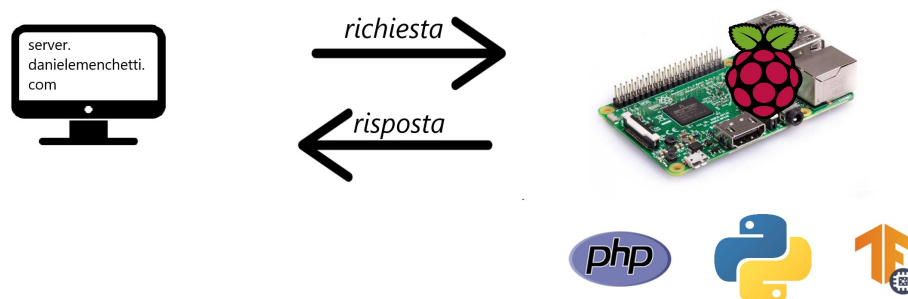 server.
danielemenchetti.
com
richiesta
risposta
php